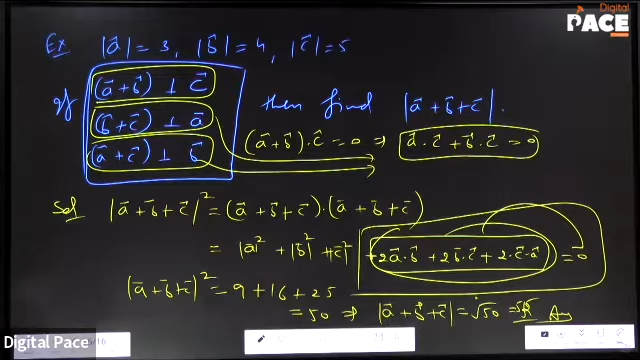 Digital
PACE
Ex |a⃗| = 3, |b⃗| = 4, |c⃗| = 5
If (a⃗+b⃗) ⊥ c⃗
(b⃗+c⃗) ⊥ a⃗
(a⃗+c⃗) ⊥ b⃗
then find |a⃗+b⃗+c⃗|.
(a⃗+b⃗)·c⃗ = 0 ⇒ a⃗·c⃗ + b⃗·c⃗ = 0
Sol |a⃗+b⃗+c⃗|² = (a⃗+b⃗+c⃗)·(a⃗+b⃗+c⃗)
= |a⃗|² + |b⃗|² + |c⃗|² + 2a⃗·b⃗ + 2b⃗·c⃗ + 2·c⃗·a⃗ = 0
(a⃗+b⃗+c⃗)² = 9 + 16 + 25
= 50 ⇒ |a⃗+b⃗+c⃗| = √50 = 5√2 Ans
Digital Pace